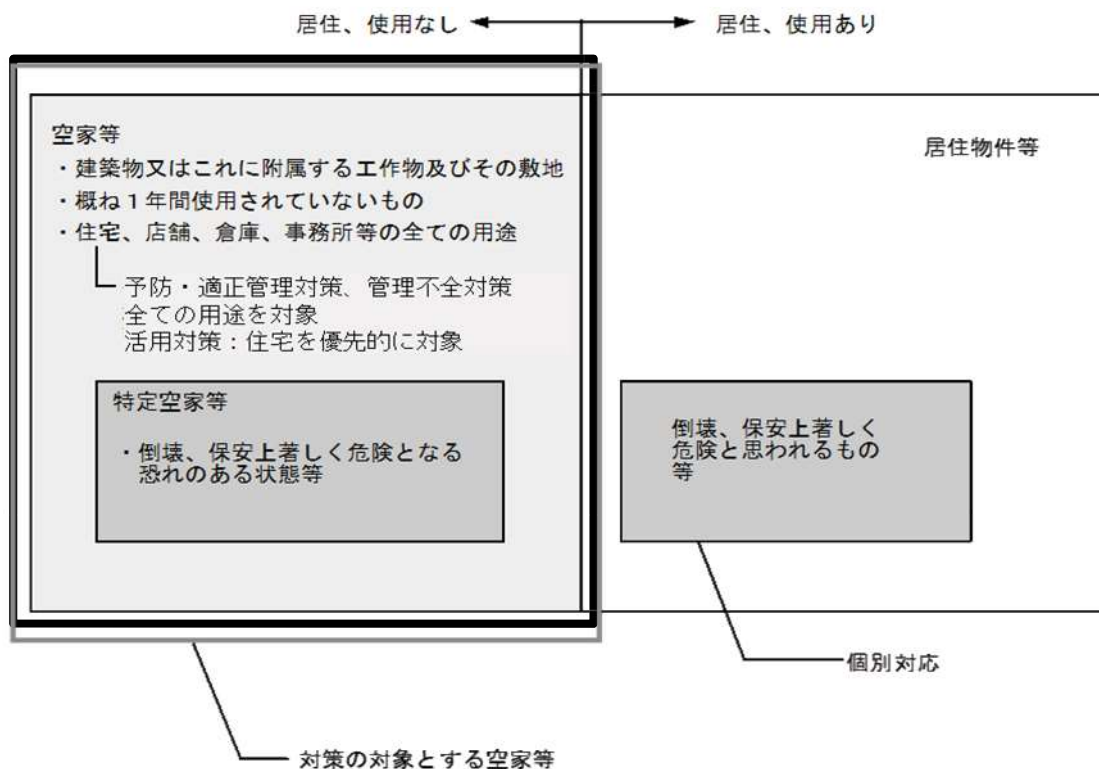 居住、使用なし
居住、使用あり
空家等
・建築物又はこれに附属する工作物及びその敷地
・概ね1年間使用されていないもの
・住宅、店舗、倉庫、事務所等の全ての用途
予防・適正管理対策、管理不全対策
全ての用途を対象
活用対策：住宅を優先的に対象
特定空家等
・倒壊、保安上著しく危険となる
恐れのある状態等
居住物件等
倒壊、保安上著しく
危険と思われるもの
等
個別対応
対策の対象とする空家等